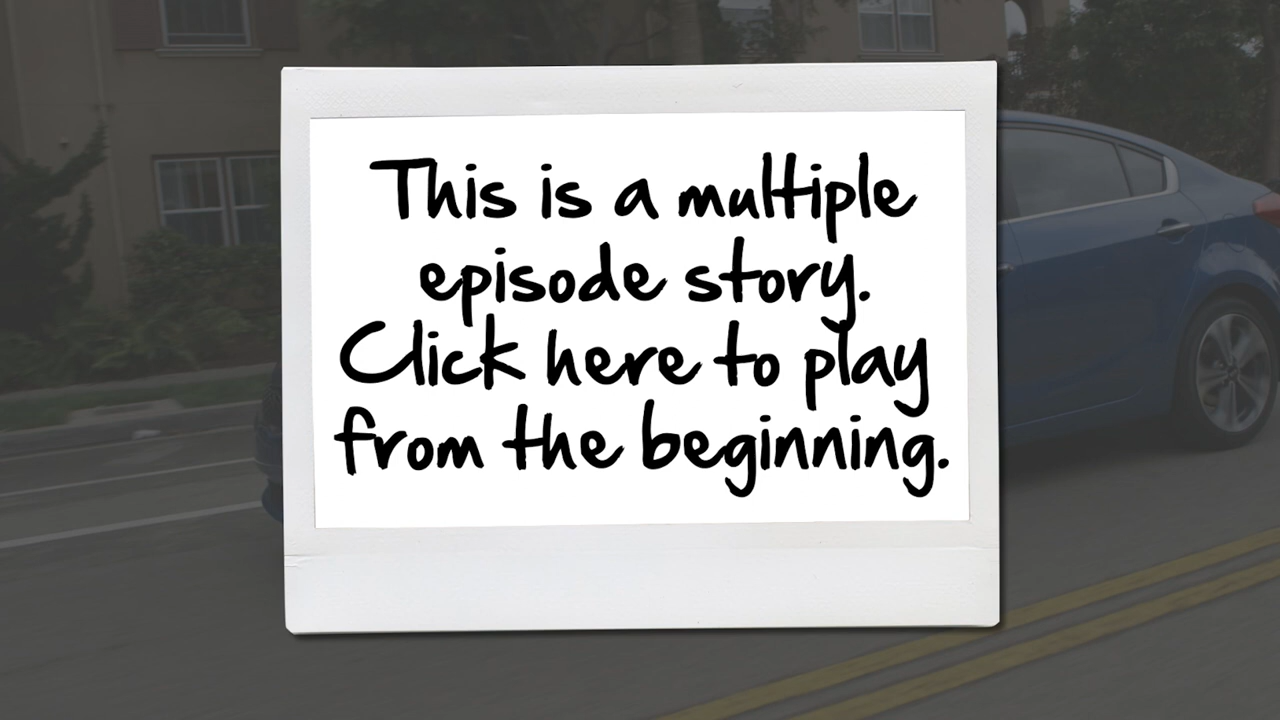 This is a multiple
episode story.
Click here to play
from the beginning.